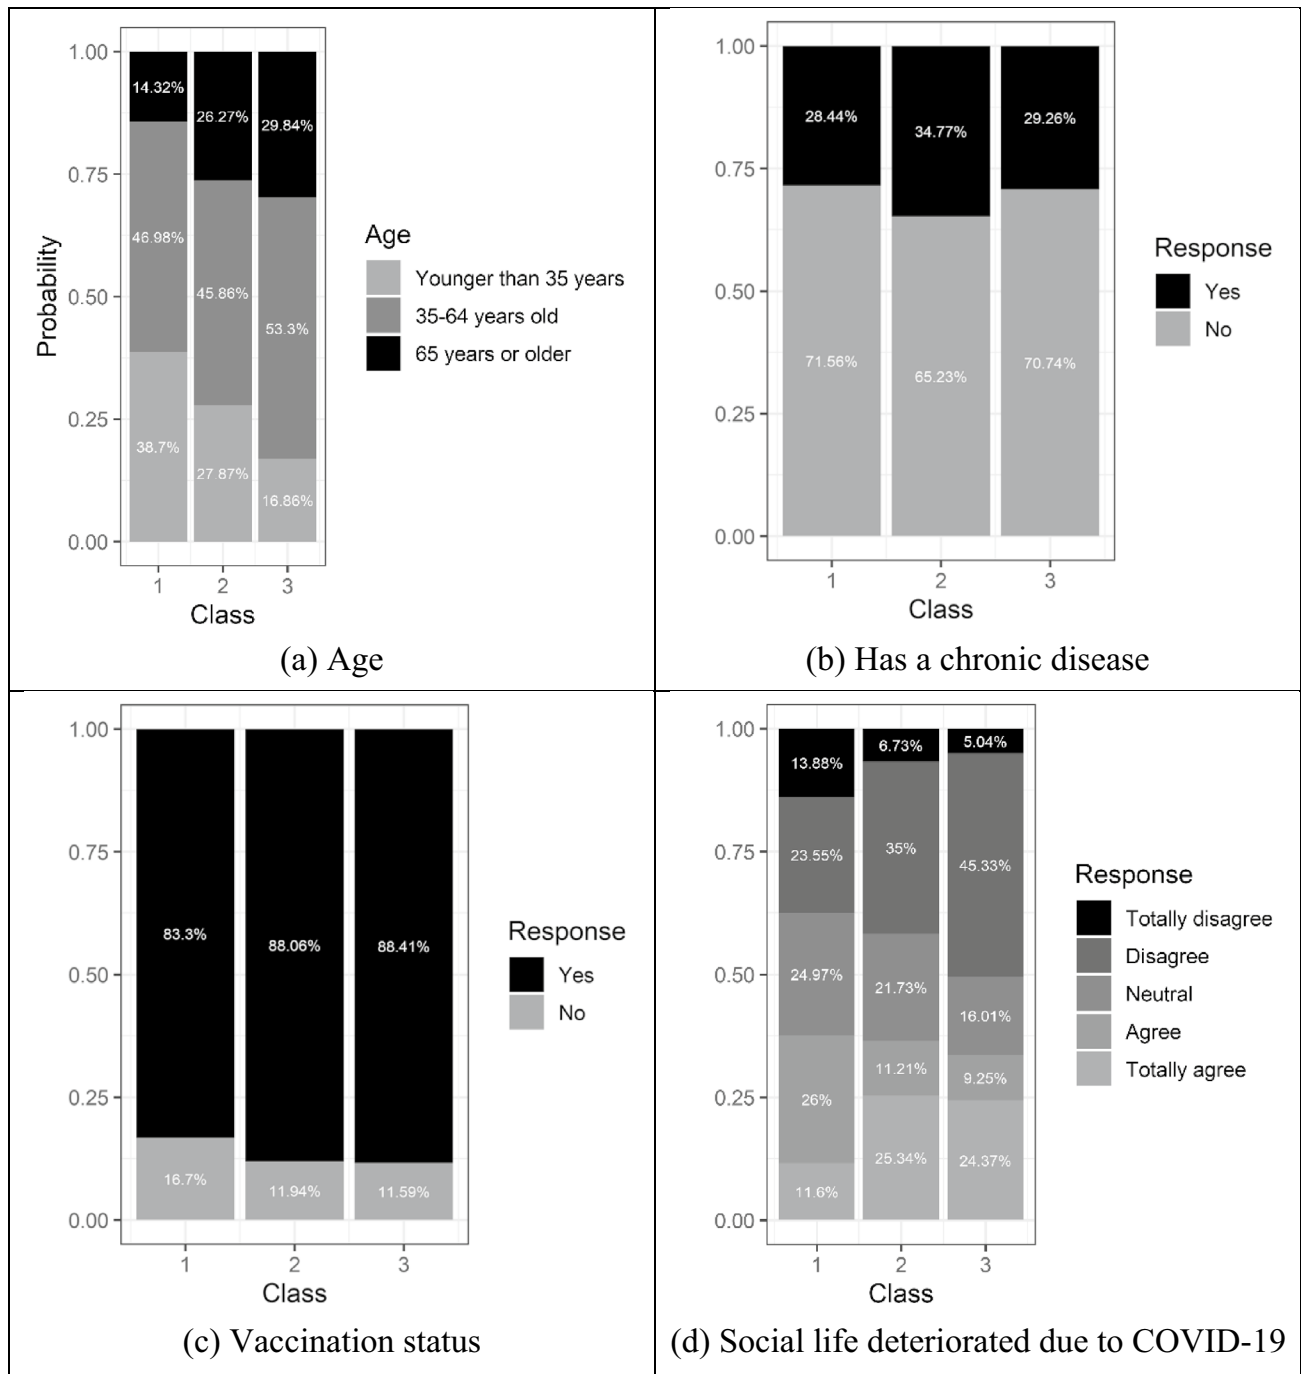 1.00
0.75
0.50
0.25
0.00
Probability
14.32%
26.27%
29.84%
46.98%
45.86%
53.3%
38.7%
27.87%
16.86%
1 2 3
Class
Age
Younger than 35 years
35-64 years old
65 years or older
(a) Age
1.00
0.75
0.50
0.25
0.00
28.44%
34.77%
29.26%
71.56%
65.23%
70.74%
1 2 3
Class
Response
Yes
No
(b) Has a chronic disease
1.00
0.75
0.50
0.25
0.00
83.3%
88.06%
88.41%
16.7%
11.94%
11.59%
1 2 3
Class
Response
Yes
No
(c) Vaccination status
1.00
0.75
0.50
0.25
0.00
13.88%
6.73%
5.04%
23.55%
35%
45.33%
24.97%
21.73%
16.01%
26%
11.21%
9.25%
11.6%
25.34%
24.37%
1 2 3
Class
Response
Totally disagree
Disagree
Neutral
Agree
Totally agree
(d) Social life deteriorated due to COVID-19